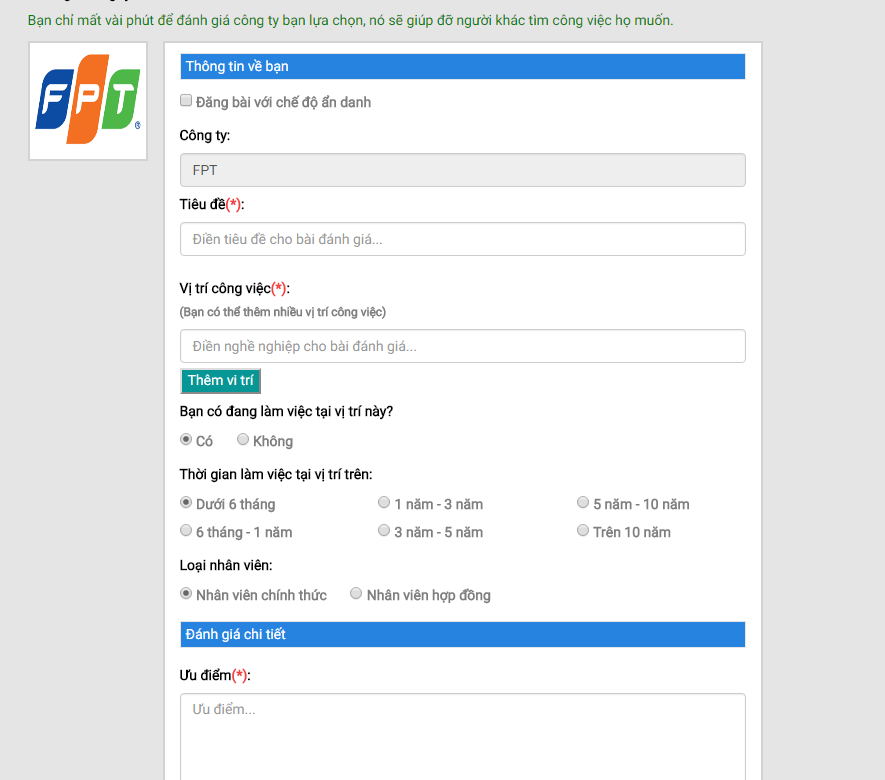 Bạn chỉ mất vài phút để đánh giá công ty bạn lựa chọn, nó sẽ giúp đỡ người khác tìm công việc họ muốn.
FPT®
Thông tin về bạn
Đăng bài với chế độ ẩn danh
Công ty:
FPT
Tiêu đề(*):
Điền tiêu đề cho bài đánh giá...
Vị trí công việc(*):
(Bạn có thể thêm nhiều vị trí công việc)
Điền nghề nghiệp cho bài đánh giá...
Thêm vi trí
Bạn có đang làm việc tại vị trí này?
Có Không
Thời gian làm việc tại vị trí trên:
Dưới 6 tháng 1 năm - 3 năm 5 năm - 10 năm
6 tháng - 1 năm 3 năm - 5 năm Trên 10 năm
Loại nhân viên:
Nhân viên chính thức Nhân viên hợp đồng
Đánh giá chi tiết
Ưu điểm(*):
Ưu điểm...